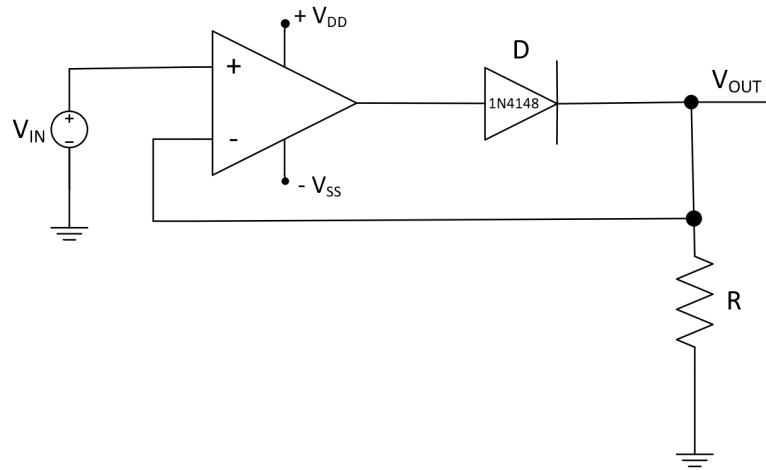 + V_DD
D
+
1N4148
V_OUT
V_IN
+
−
-
- V_SS
R